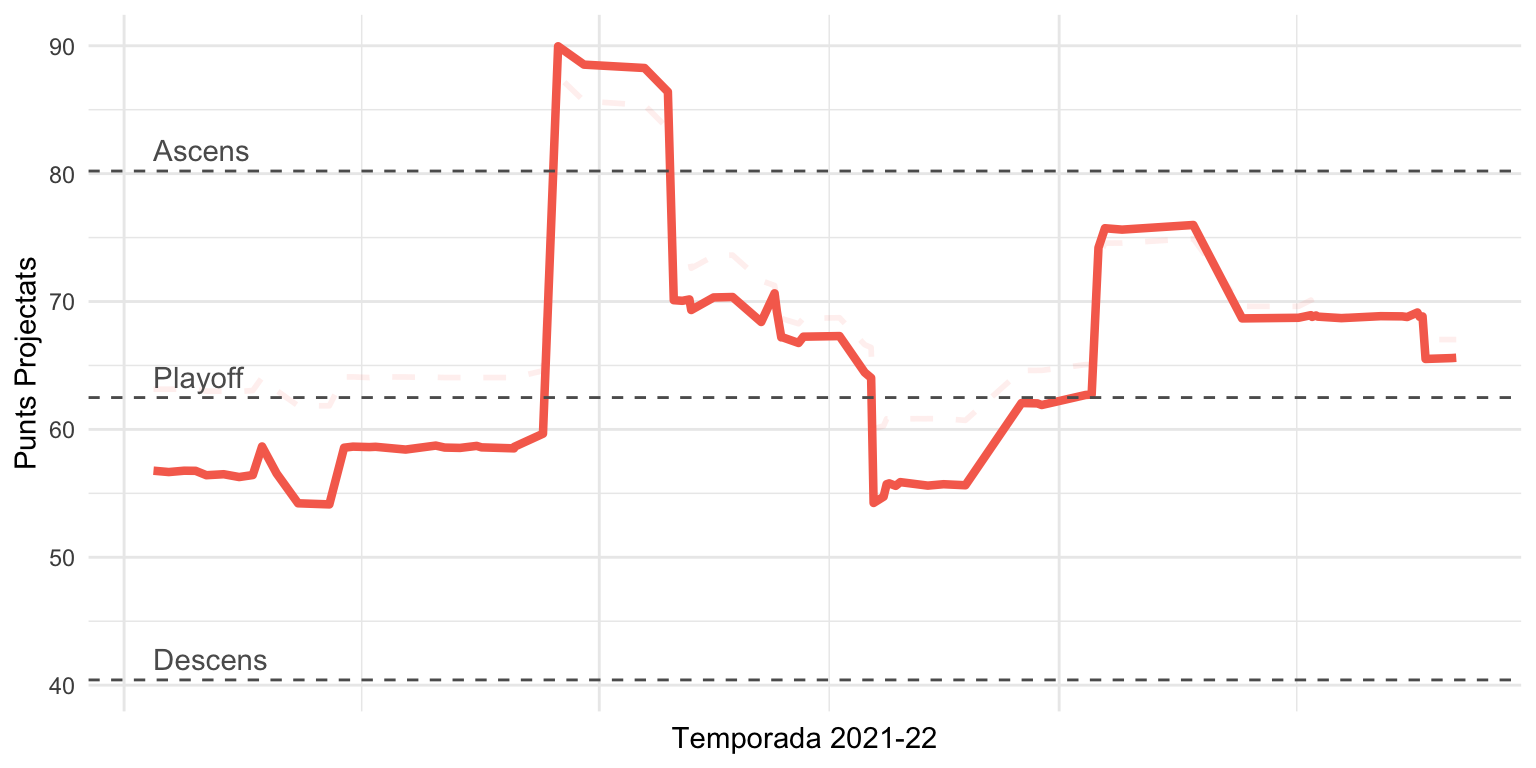 90
Ascens
80
70
Playoff
60
50
Descens
40
Punts Projectats
Temporada 2021-22